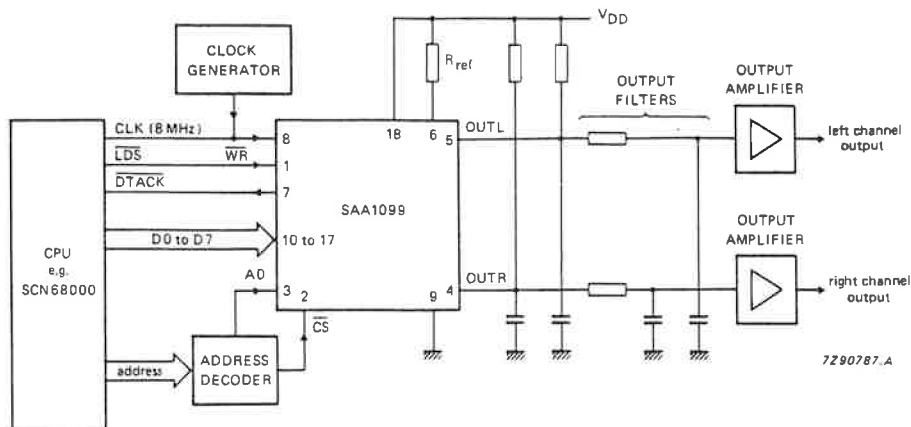 VDD
CLOCK
GENERATOR
Rref
OUTPUT
FILTERS
OUTPUT
AMPLIFIER
CLK (8 MHz)
8
18
6
OUTL
5
left channel
output
LDS
WR
1
DTACK
7
SAA1099
D0 to D7
10 to 17
CPU
e.g.
SCN68000
OUTPUT
AMPLIFIER
A0
3
2
9
4
OUTR
right channel
output
CS
address
ADDRESS
DECODER
7Z90787.A